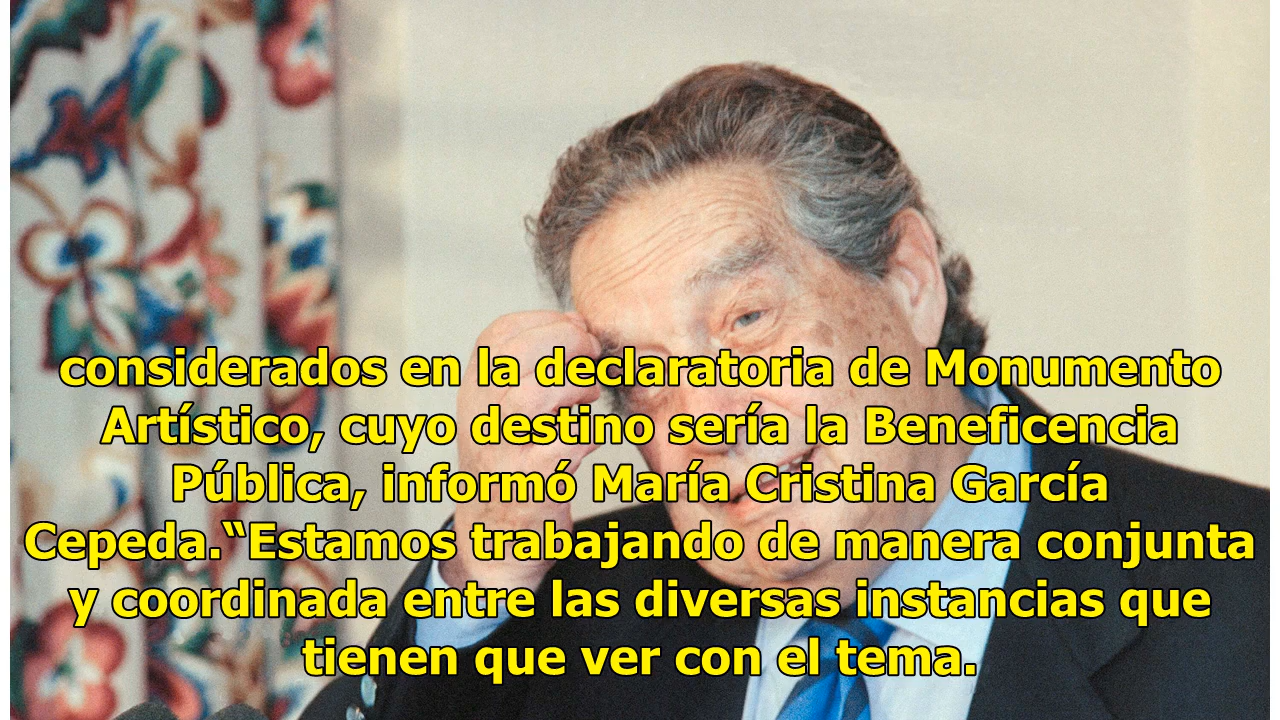 considerados en la declaratoria de Monumento
Artístico, cuyo destino sería la Beneficencia
Pública, informó María Cristina García
Cepeda.“Estamos trabajando de manera conjunta
y coordinada entre las diversas instancias que
tienen que ver con el tema.